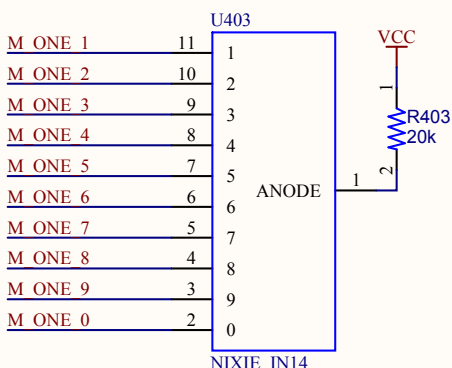 U403
VCC
M_ONE_1 11 1
M_ONE_2 10 2
M_ONE_3 9 3
M_ONE_4 8 4
M_ONE_5 7 5
M_ONE_6 6 6
M_ONE_7 5 7
M_ONE_8 4 8
M_ONE_9 3 9
M_ONE_0 2 0
ANODE 1
1
R403
20k
2
NIXIE_IN14